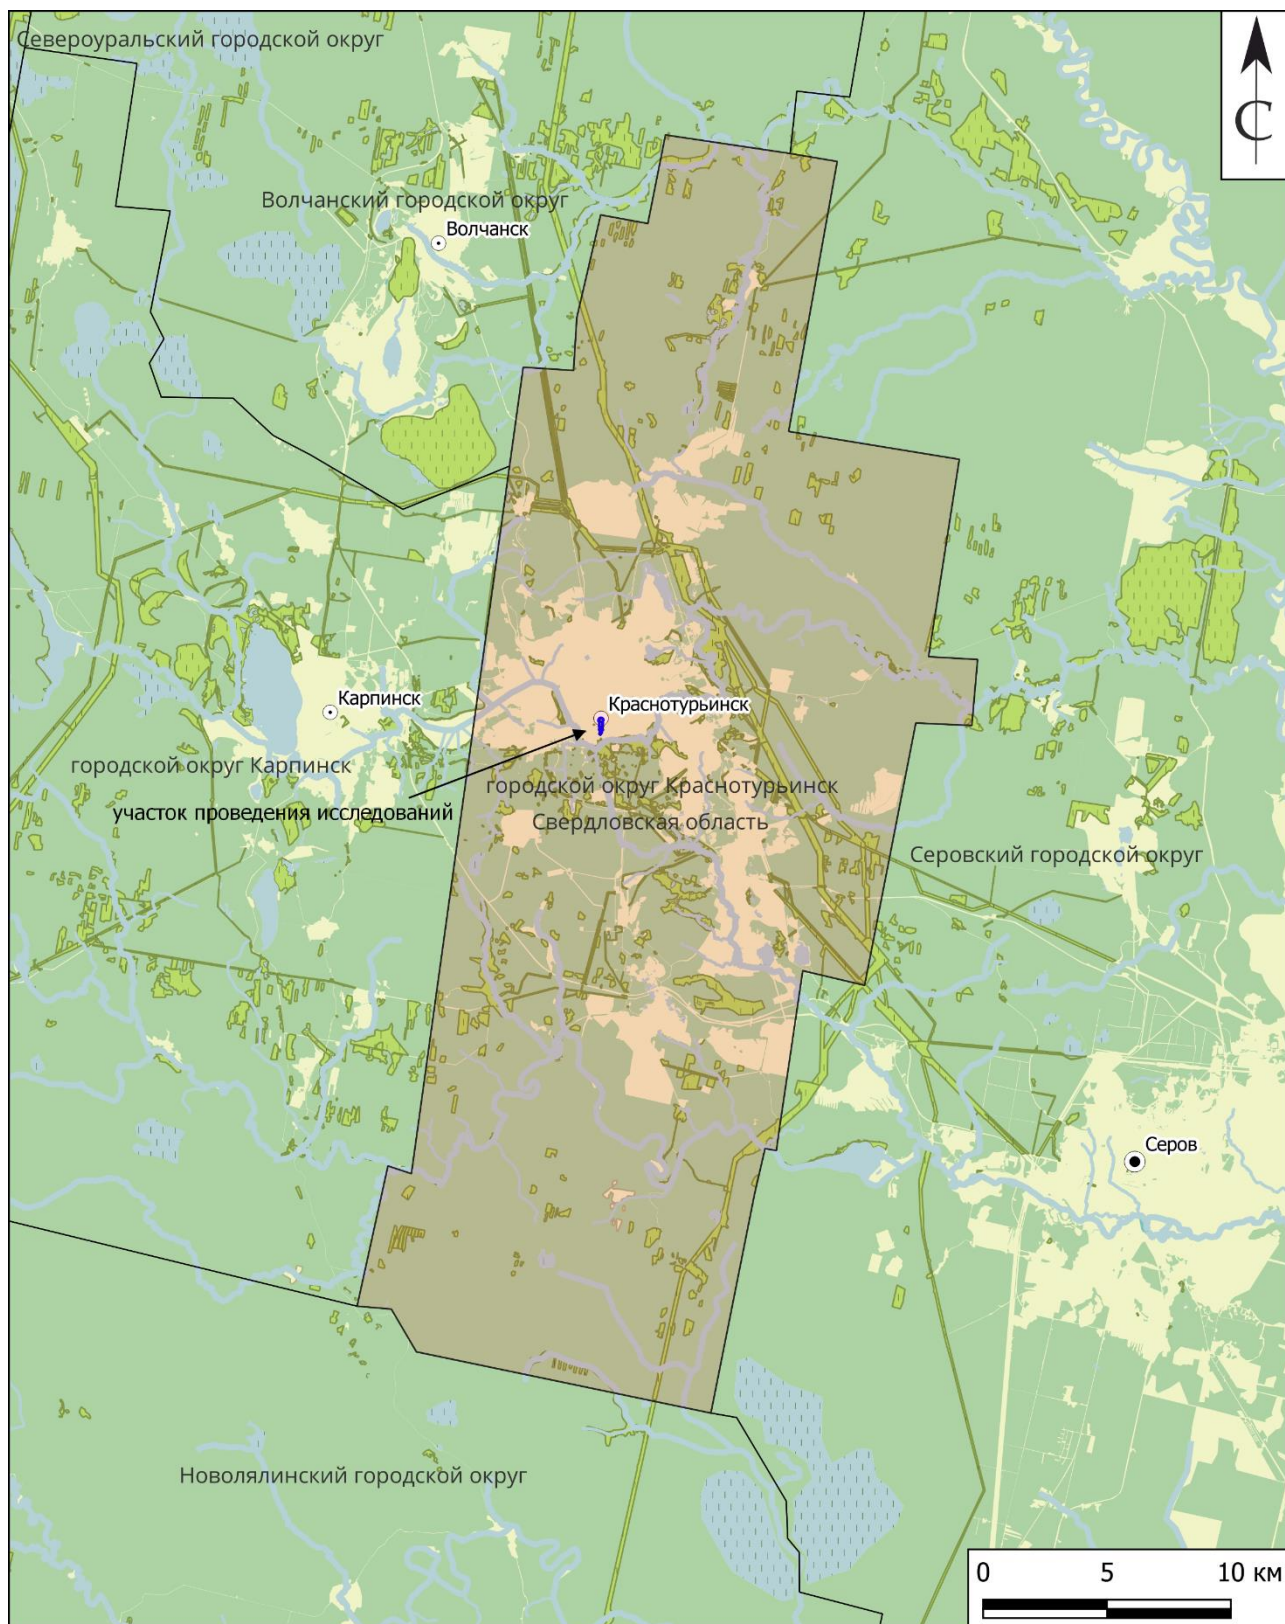 Североуральский городской округ
С
Волчанский городской округ
Волчанск
Карпинск
Краснотурьинск
городской округ Карпинск
городской округ Краснотурьинск
участок проведения исследований
Свердловская область
Серовский городской округ
Серов
Новолялинский городской округ
0 5 10 км